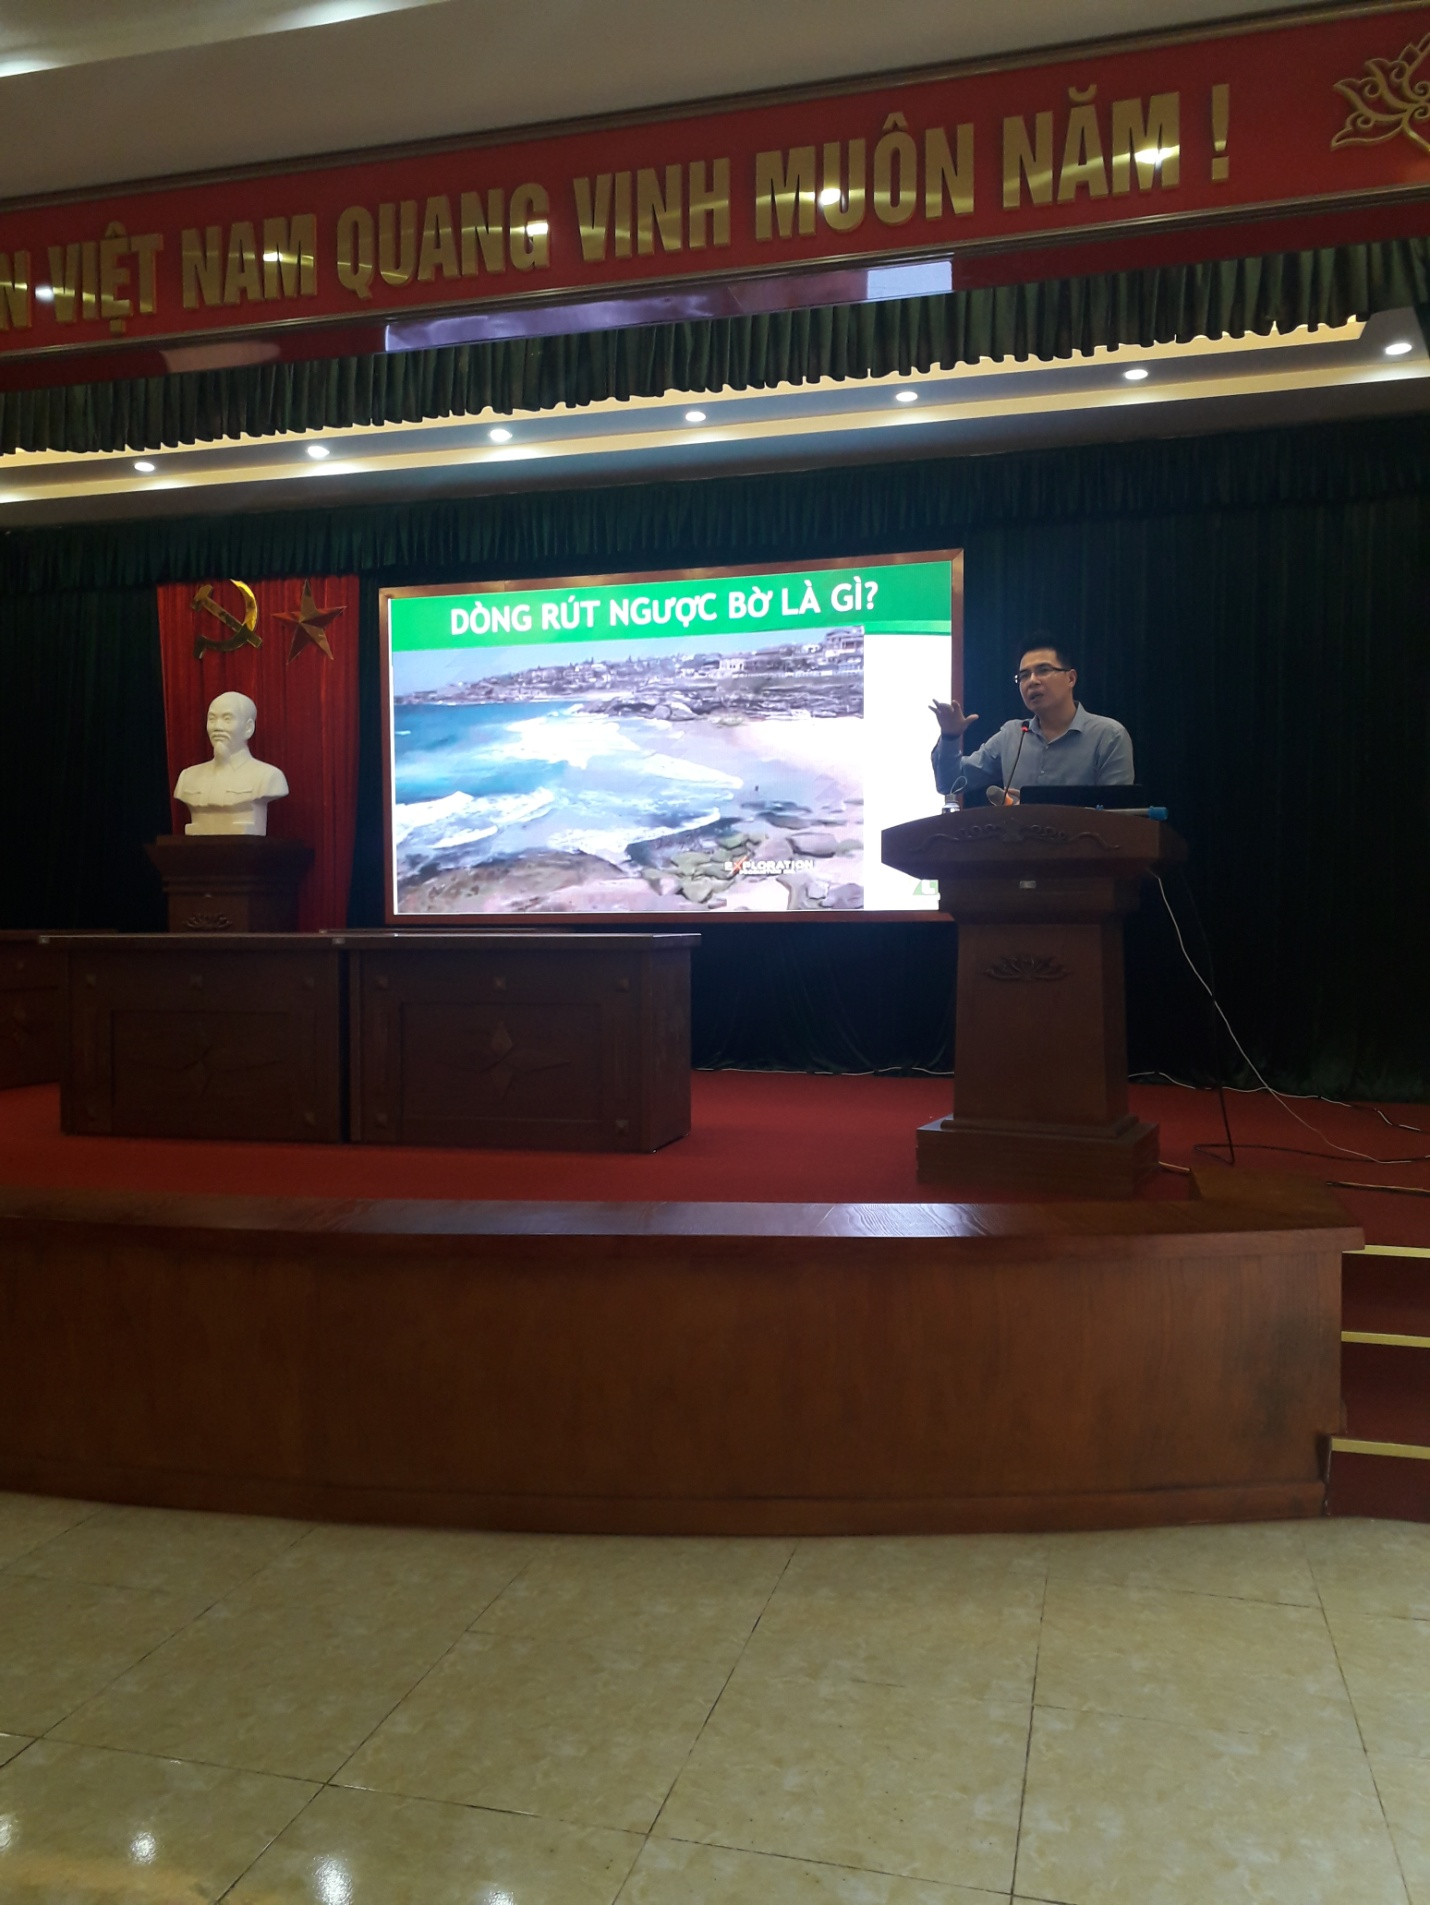 VIỆT NAM QUANG VINH MUÔN NĂM !
DÒNG RÚT NGƯỢC BỜ LÀ GÌ?
EXPLORATION